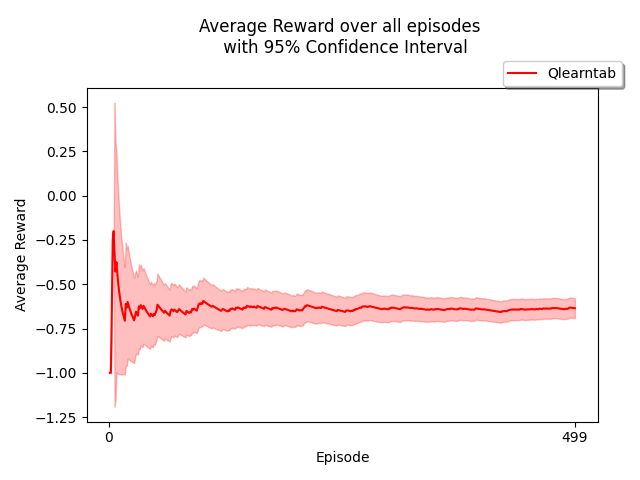 Average Reward over all episodes
with 95% Confidence Interval
Qlearntab
0.50
0.25
0.00
−0.25
−0.50
−0.75
−1.00
−1.25
Average Reward
0
499
Episode